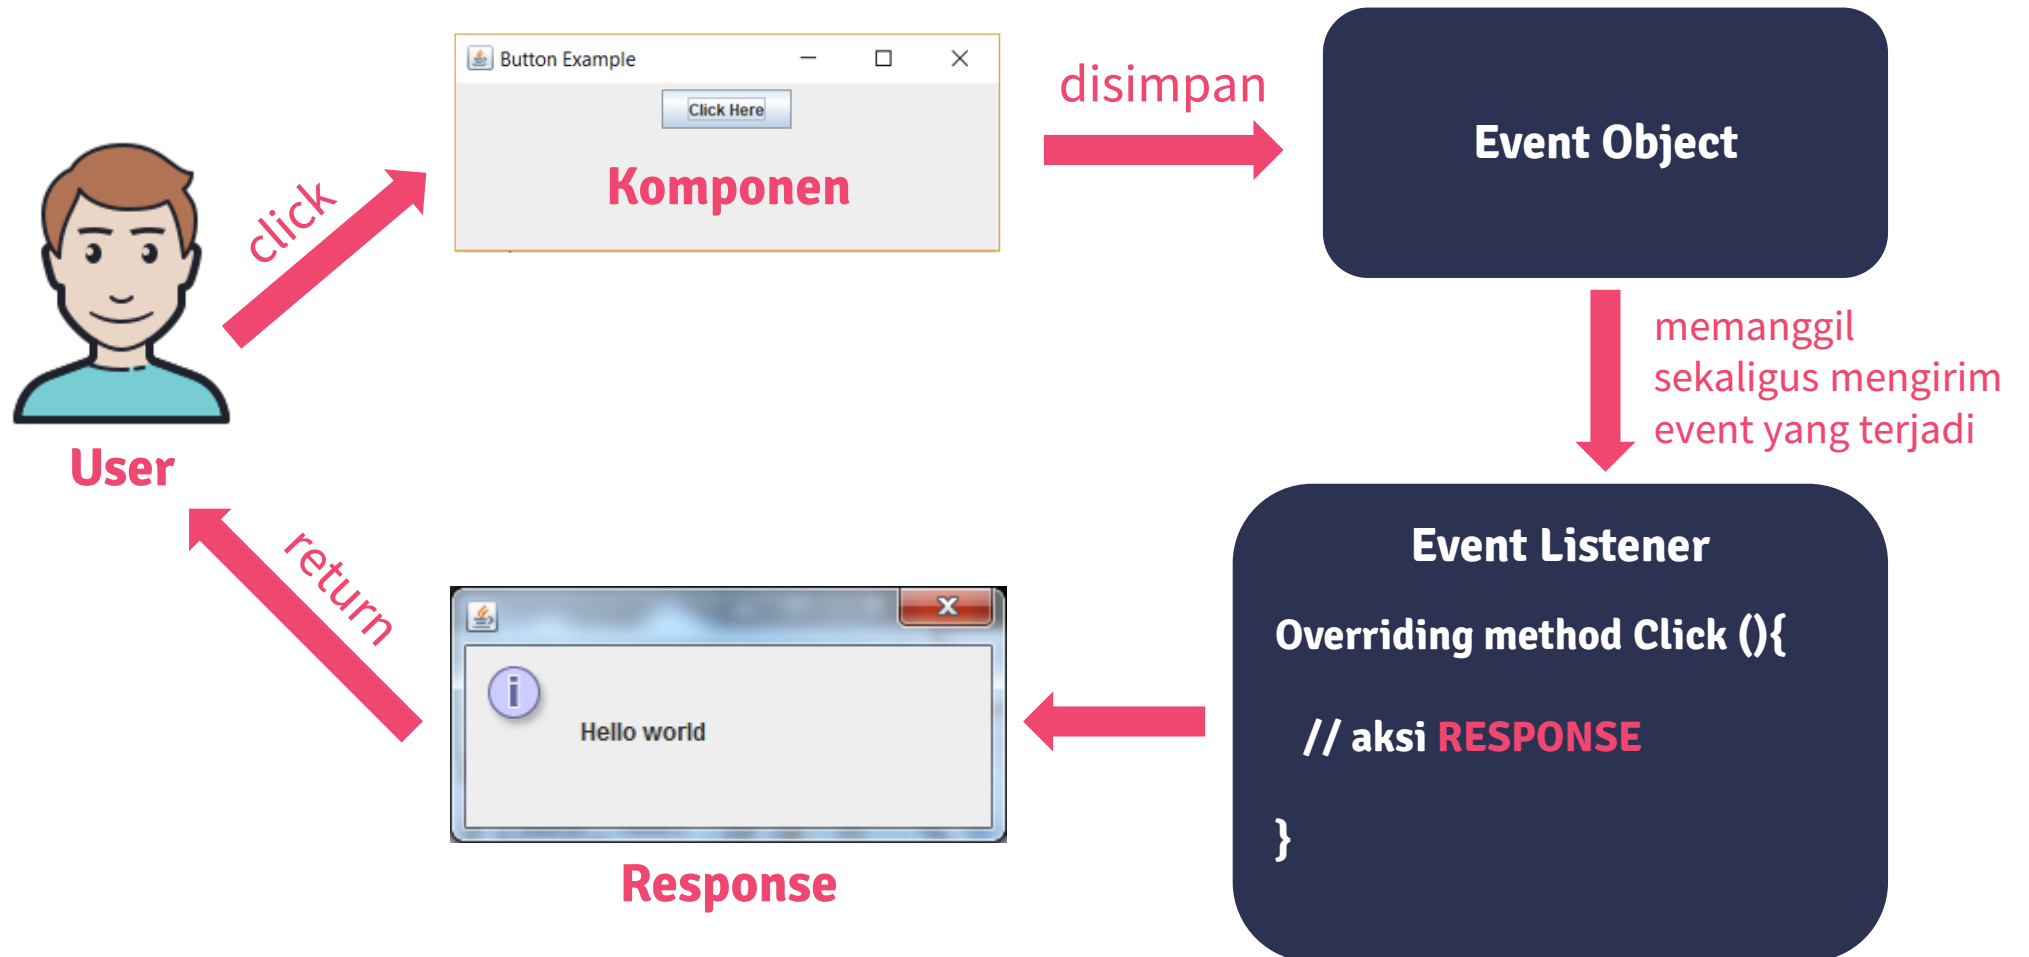 Button Example
Click Here
Komponen
click
disimpan
Event Object
memanggil
sekaligus mengirim
event yang terjadi
User
return
Event Listener
Overriding method Click (){
// aksi RESPONSE
}
i
Hello world
Response